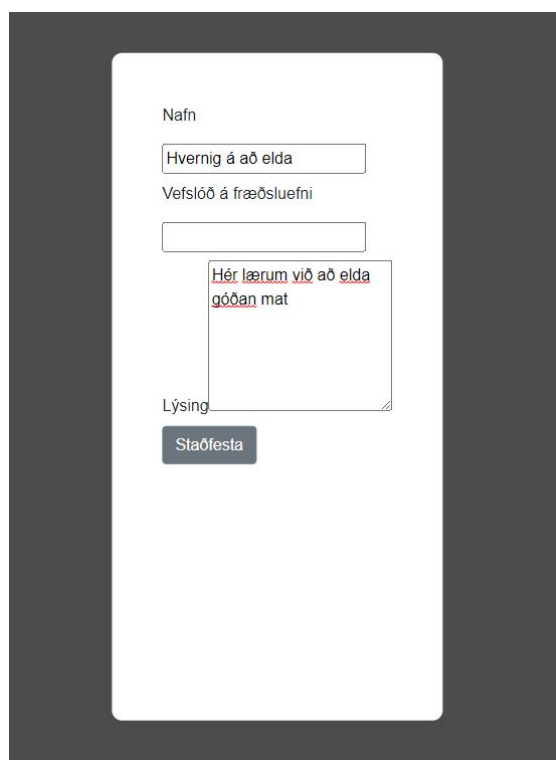 Nafn
Hvernig á að elda
Vefslóð á fræðsluefni
Hér lærum við að elda
góðan mat
Lýsing
Staðfesta